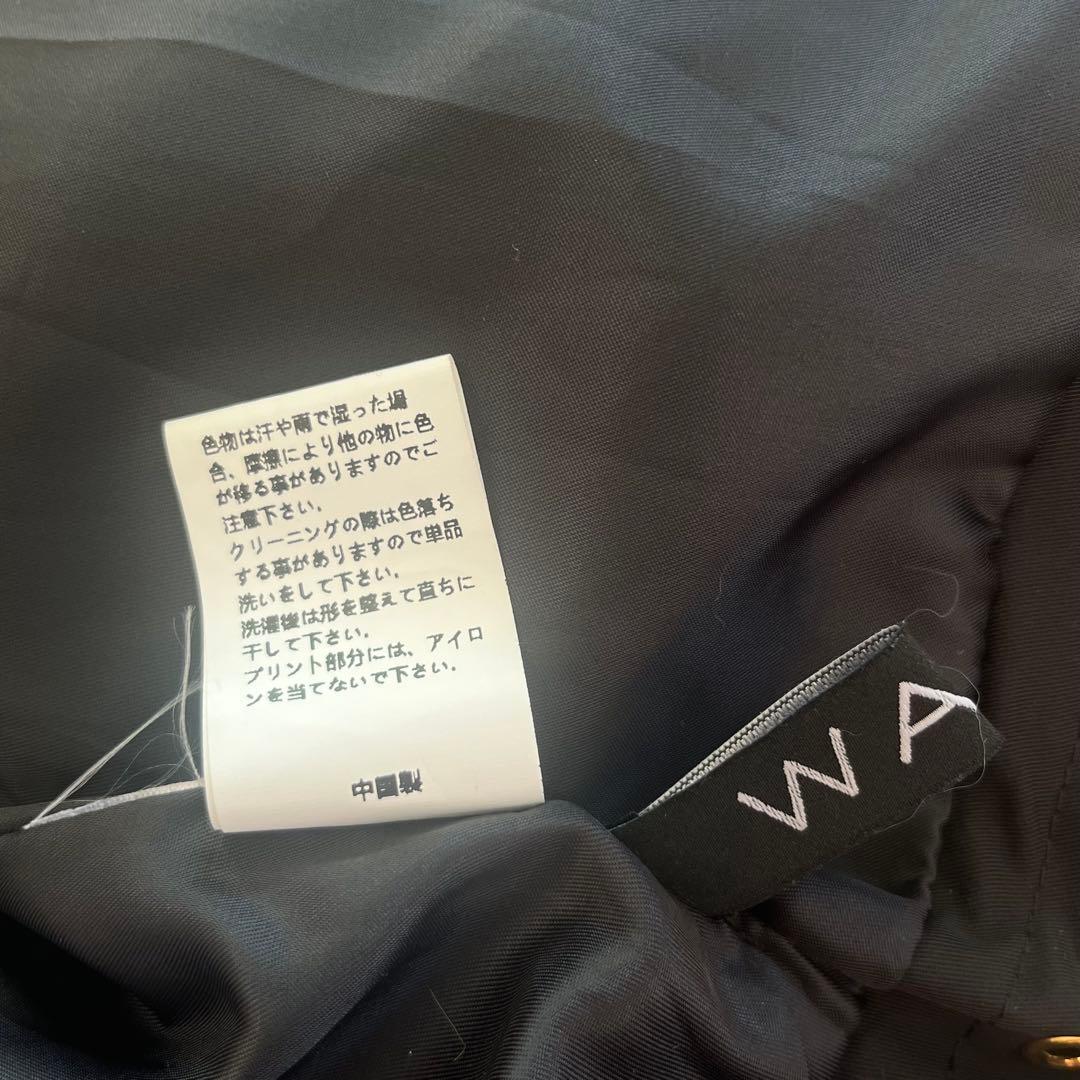 色物は汗や雨で湿った場
合、摩擦により他の物に色
が移る事がありますのでご
注意下さい.
クリーニングの際は色落ち
する事がありますので単品
洗いをして下さい.
洗濯後は形を整えて直ちに
干して下さい.
プリント部分には、アイロ
ンを当てないで下さい.
中国製
WA